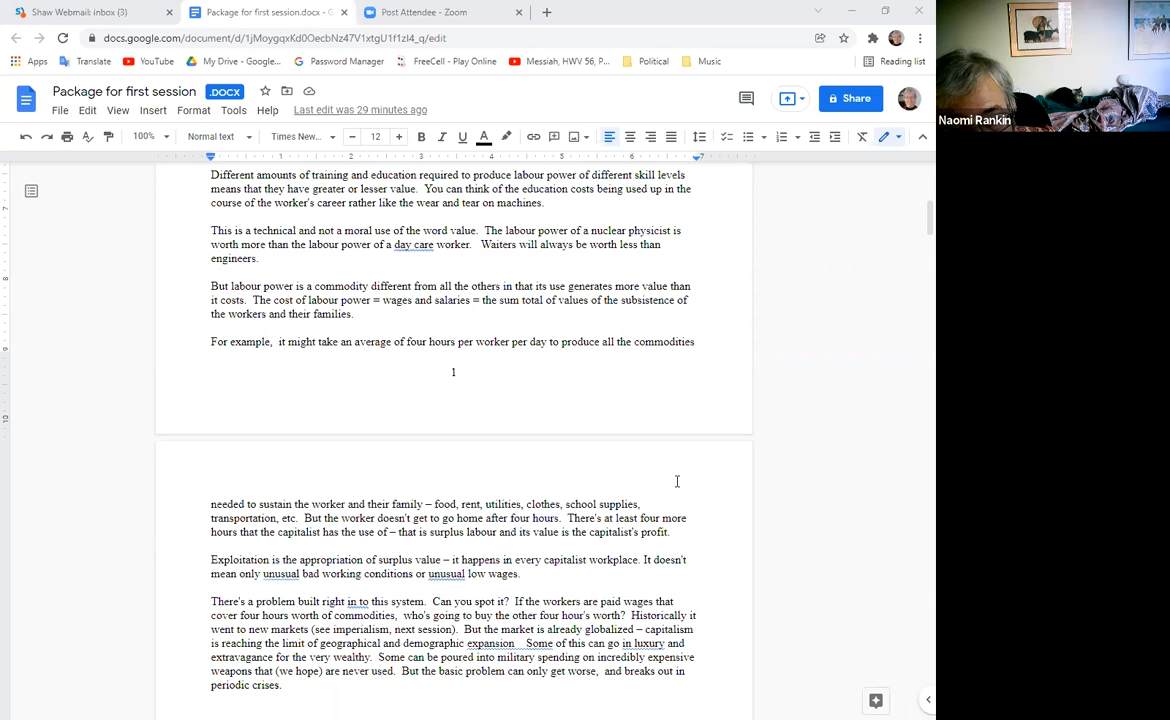 Shaw Webmail: inbox (3)
Package for first session.docx - G
Post Attendee - Zoom
docs.google.com/document/d/1jMoygqxKd0OecbNz47V1xtgU1f1zI4_q/edit
Apps
Translate
YouTube
My Drive - Google...
Password Manager
FreeCell - Play Online
Messiah, HWV 56, P...
Political
Music
Reading list
Package for first session
.DOCX
File Edit View Insert Format Tools Help
Last edit was 29 minutes ago
Share
100%
Normal text
Times New...
12
B I U A
1 2 3 4 5 6 7
Different amounts of training and education required to produce labour power of different skill levels
means that they have greater or lesser value. You can think of the education costs being used up in the
course of the worker's career rather like the wear and tear on machines.
This is a technical and not a moral use of the word value. The labour power of a nuclear physicist is
worth more than the labour power of a day care worker. Waiters will always be worth less than
engineers.
But labour power is a commodity different from all the others in that its use generates more value than
it costs. The cost of labour power = wages and salaries = the sum total of values of the subsistence of
the workers and their families.
For example, it might take an average of four hours per worker per day to produce all the commodities
1
needed to sustain the worker and their family – food, rent, utilities, clothes, school supplies,
transportation, etc. But the worker doesn't get to go home after four hours. There's at least four more
hours that the capitalist has the use of – that is surplus labour and its value is the capitalist's profit.
Exploitation is the appropriation of surplus value – it happens in every capitalist workplace. It doesn't
mean only unusual bad working conditions or unusual low wages.
There's a problem built right in to this system. Can you spot it? If the workers are paid wages that
cover four hours worth of commodities, who's going to buy the other four hour's worth? Historically it
went to new markets (see imperialism, next session). But the market is already globalized – capitalism
is reaching the limit of geographical and demographic expansion Some of this can go in luxury and
extravagance for the very wealthy. Some can be poured into military spending on incredibly expensive
weapons that (we hope) are never used. But the basic problem can only get worse, and breaks out in
periodic crises.
Naomi Rankin